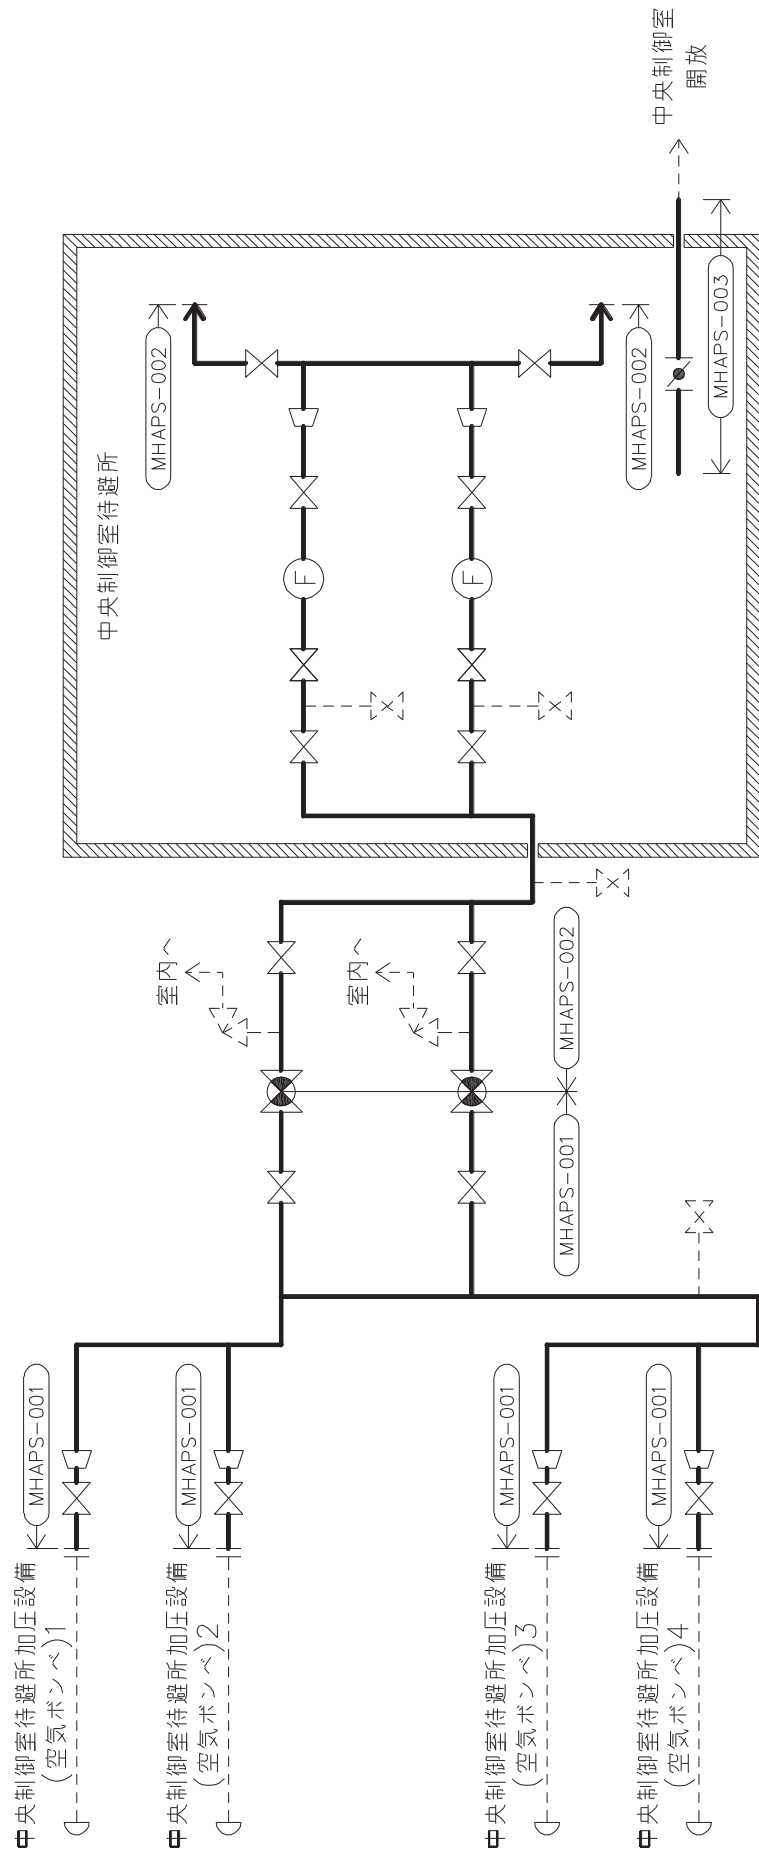 中央制御室待避所加圧設備
(空気ボンベ)1
MHAPS-001
中央制御室待避所加圧設備
(空気ボンベ)2
MHAPS-001
中央制御室待避所加圧設備
(空気ボンベ)3
MHAPS-001
中央制御室待避所加圧設備
(空気ボンベ)4
MHAPS-001
室内へ
室内へ
MHAPS-001
MHAPS-002
中央制御室待避所
F
F
MHAPS-002
MHAPS-002
MHAPS-003
中央制御室
開放